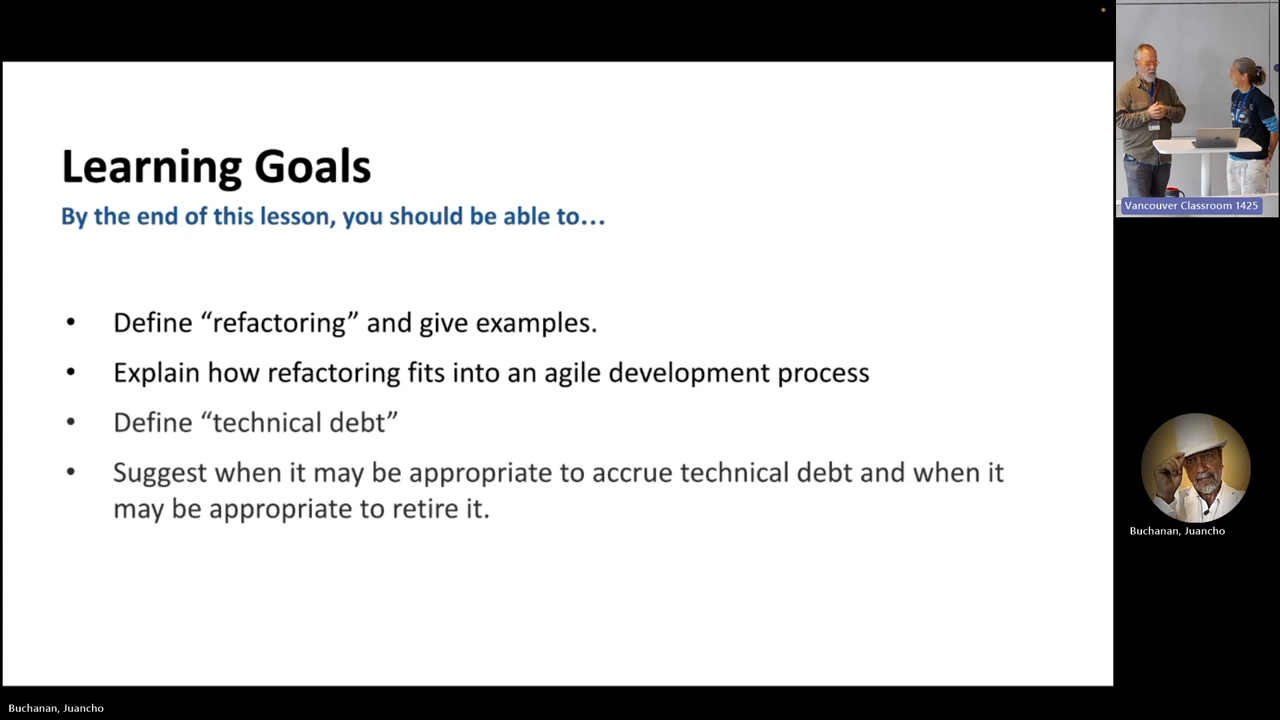 Learning Goals
By the end of this lesson, you should be able to…
• Define “refactoring” and give examples.
• Explain how refactoring fits into an agile development process
• Define “technical debt”
• Suggest when it may be appropriate to accrue technical debt and when it
may be appropriate to retire it.
Vancouver Classroom 1425
Buchanan, Juancho
Buchanan, Juancho